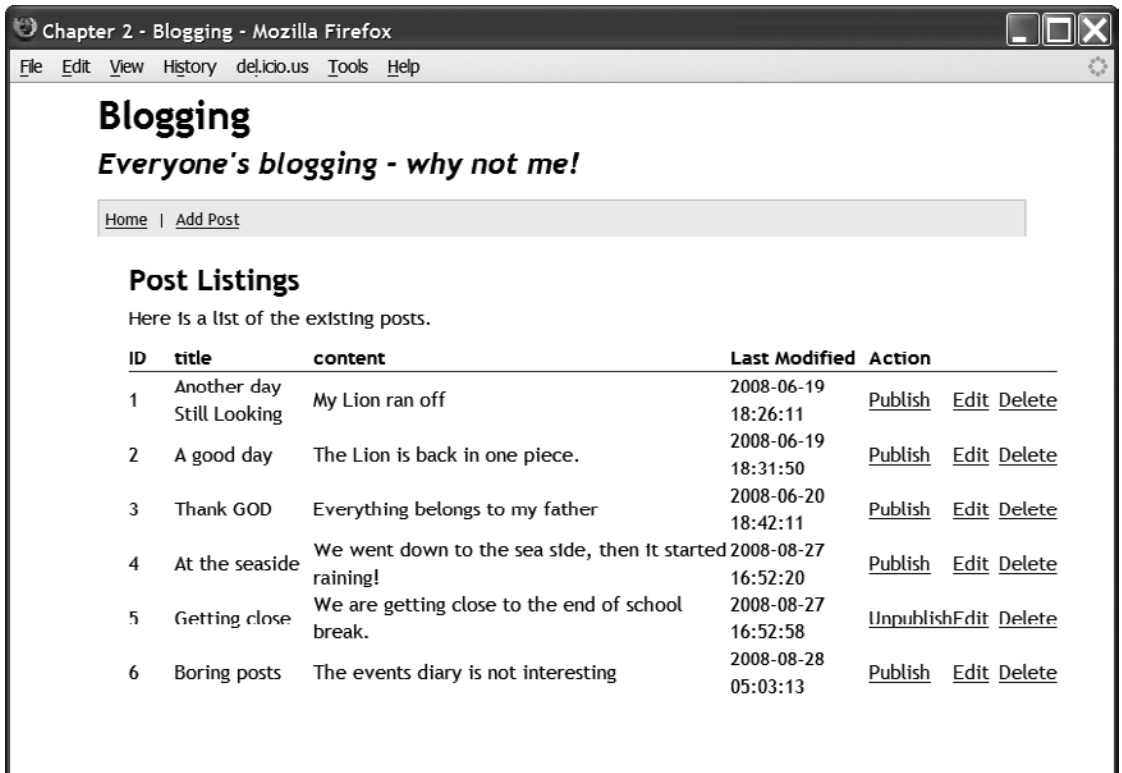 Chapter 2 - Blogging - Mozilla Firefox
File Edit View History del.icio.us Tools Help
Blogging
Everyone's blogging - why not me!
Home | Add Post
Post Listings
Here is a list of the existing posts.
ID title content Last Modified Action
1 Another day Still Looking My Lion ran off 2008-06-19 18:26:11 Publish Edit Delete
2 A good day The Lion is back in one piece. 2008-06-19 18:31:50 Publish Edit Delete
3 Thank GOD Everything belongs to my father 2008-06-20 18:42:11 Publish Edit Delete
4 At the seaside We went down to the sea side, then it started raining! 2008-08-27 16:52:20 Publish Edit Delete
5 Getting close We are getting close to the end of school break. 2008-08-27 16:52:58 Unpublish Edit Delete
6 Boring posts The events diary is not interesting 2008-08-28 05:03:13 Publish Edit Delete